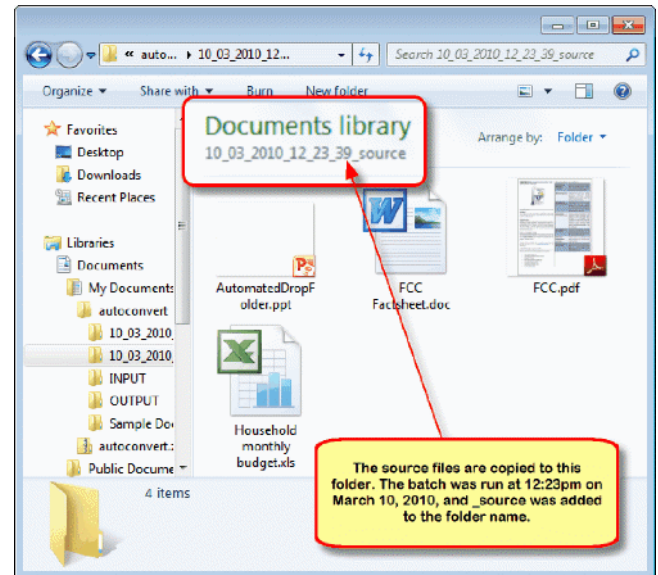 « auto... ▸ 10_03_2010_12...
Search 10_03_2010_12_23_39_source
Organize
Share with
Burn
New folder
Documents library
10_03_2010_12_23_39_source
Arrange by: Folder
Favorites
Desktop
Downloads
Recent Places
Libraries
Documents
My Documents
autoconvert
10_03_2010_
10_03_2010_
INPUT
OUTPUT
Sample Do
autoconvert.
Public Docume
AutomatedDropF
older.ppt
FCC
Factsheet.doc
FCC.pdf
Household
monthly
budget.xls
4 items
The source files are copied to this
folder. The batch was run at 12:23pm on
March 10, 2010, and _source was added
to the folder name.